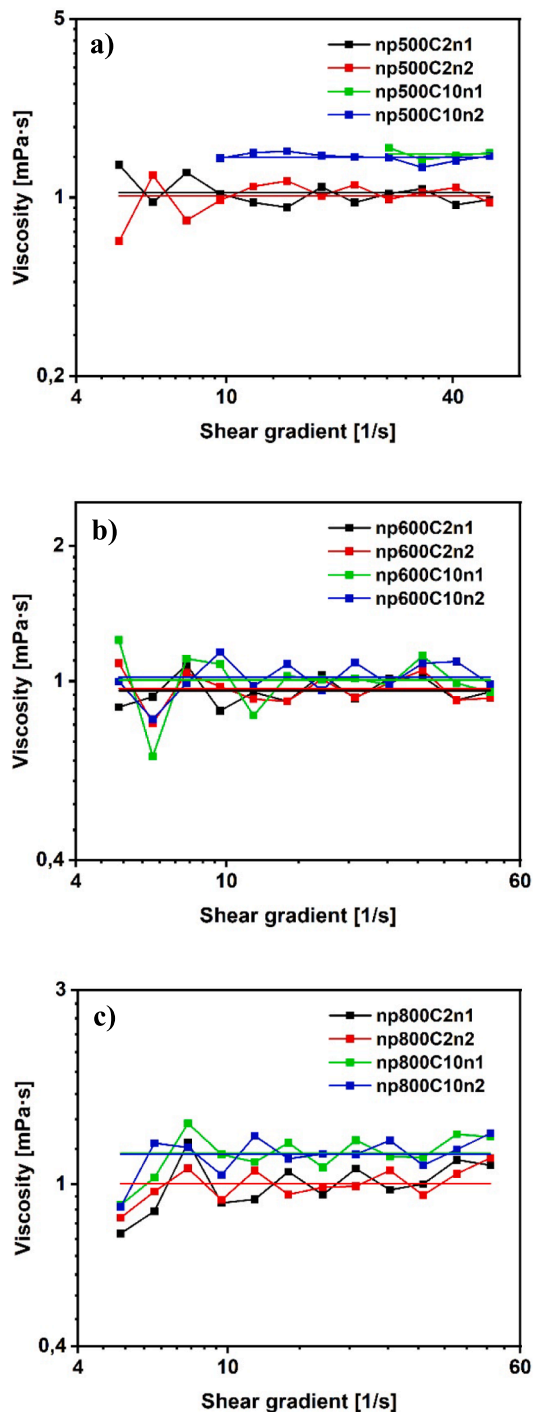 a)
5
np500C2n1
np500C2n2
np500C10n1
np500C10n2
Viscosity [mPa·s]
1
0,2
4
10
40
Shear gradient [1/s]
b)
2
np600C2n1
np600C2n2
np600C10n1
np600C10n2
Viscosity [mPa·s]
1
0,4
4
10
60
Shear gradient [1/s]
c)
3
np800C2n1
np800C2n2
np800C10n1
np800C10n2
Viscosity [mPa·s]
1
0.4
4
10
60
Shear gradient [1/s]